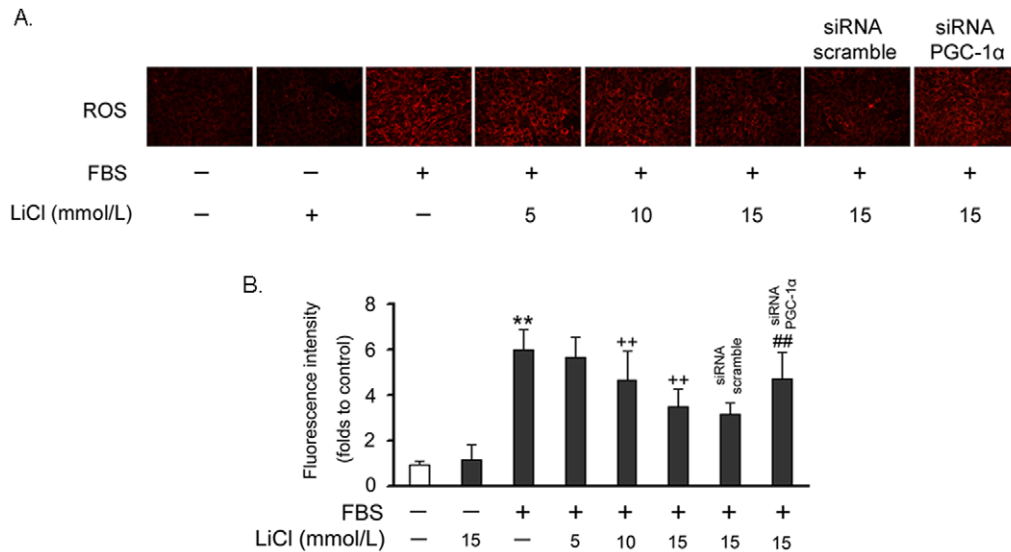 A.
siRNA siRNA
scramble PGC-1α
ROS
FBS — — + + + + + +
LiCl (mmol/L) — + — 5 10 15 15 15
B.
Fluorescence intensity
(folds to control)
8
6
4
2
0
**
++
++
siRNA
scramble
siRNA
PGC-1α
##
FBS — — + + + + + +
LiCl (mmol/L) — 15 — 5 10 15 15 15